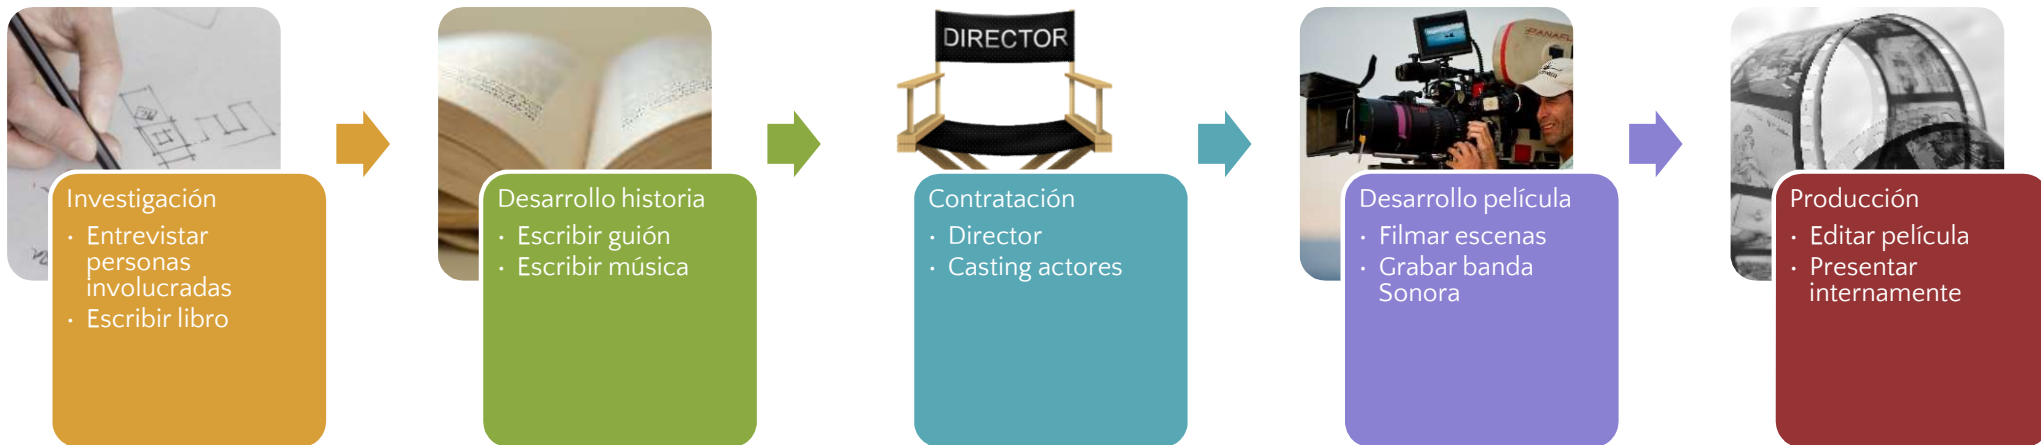 DIRECTOR
PANAFL
Investigación
· Entrevistar
personas
involucradas
· Escribir libro
Desarrollo historia
· Escribir guión
· Escribir música
Contratación
· Director
· Casting actores
Desarrollo película
· Filmar escenas
· Grabar banda
Sonora
Producción
· Editar película
· Presentar
internamente